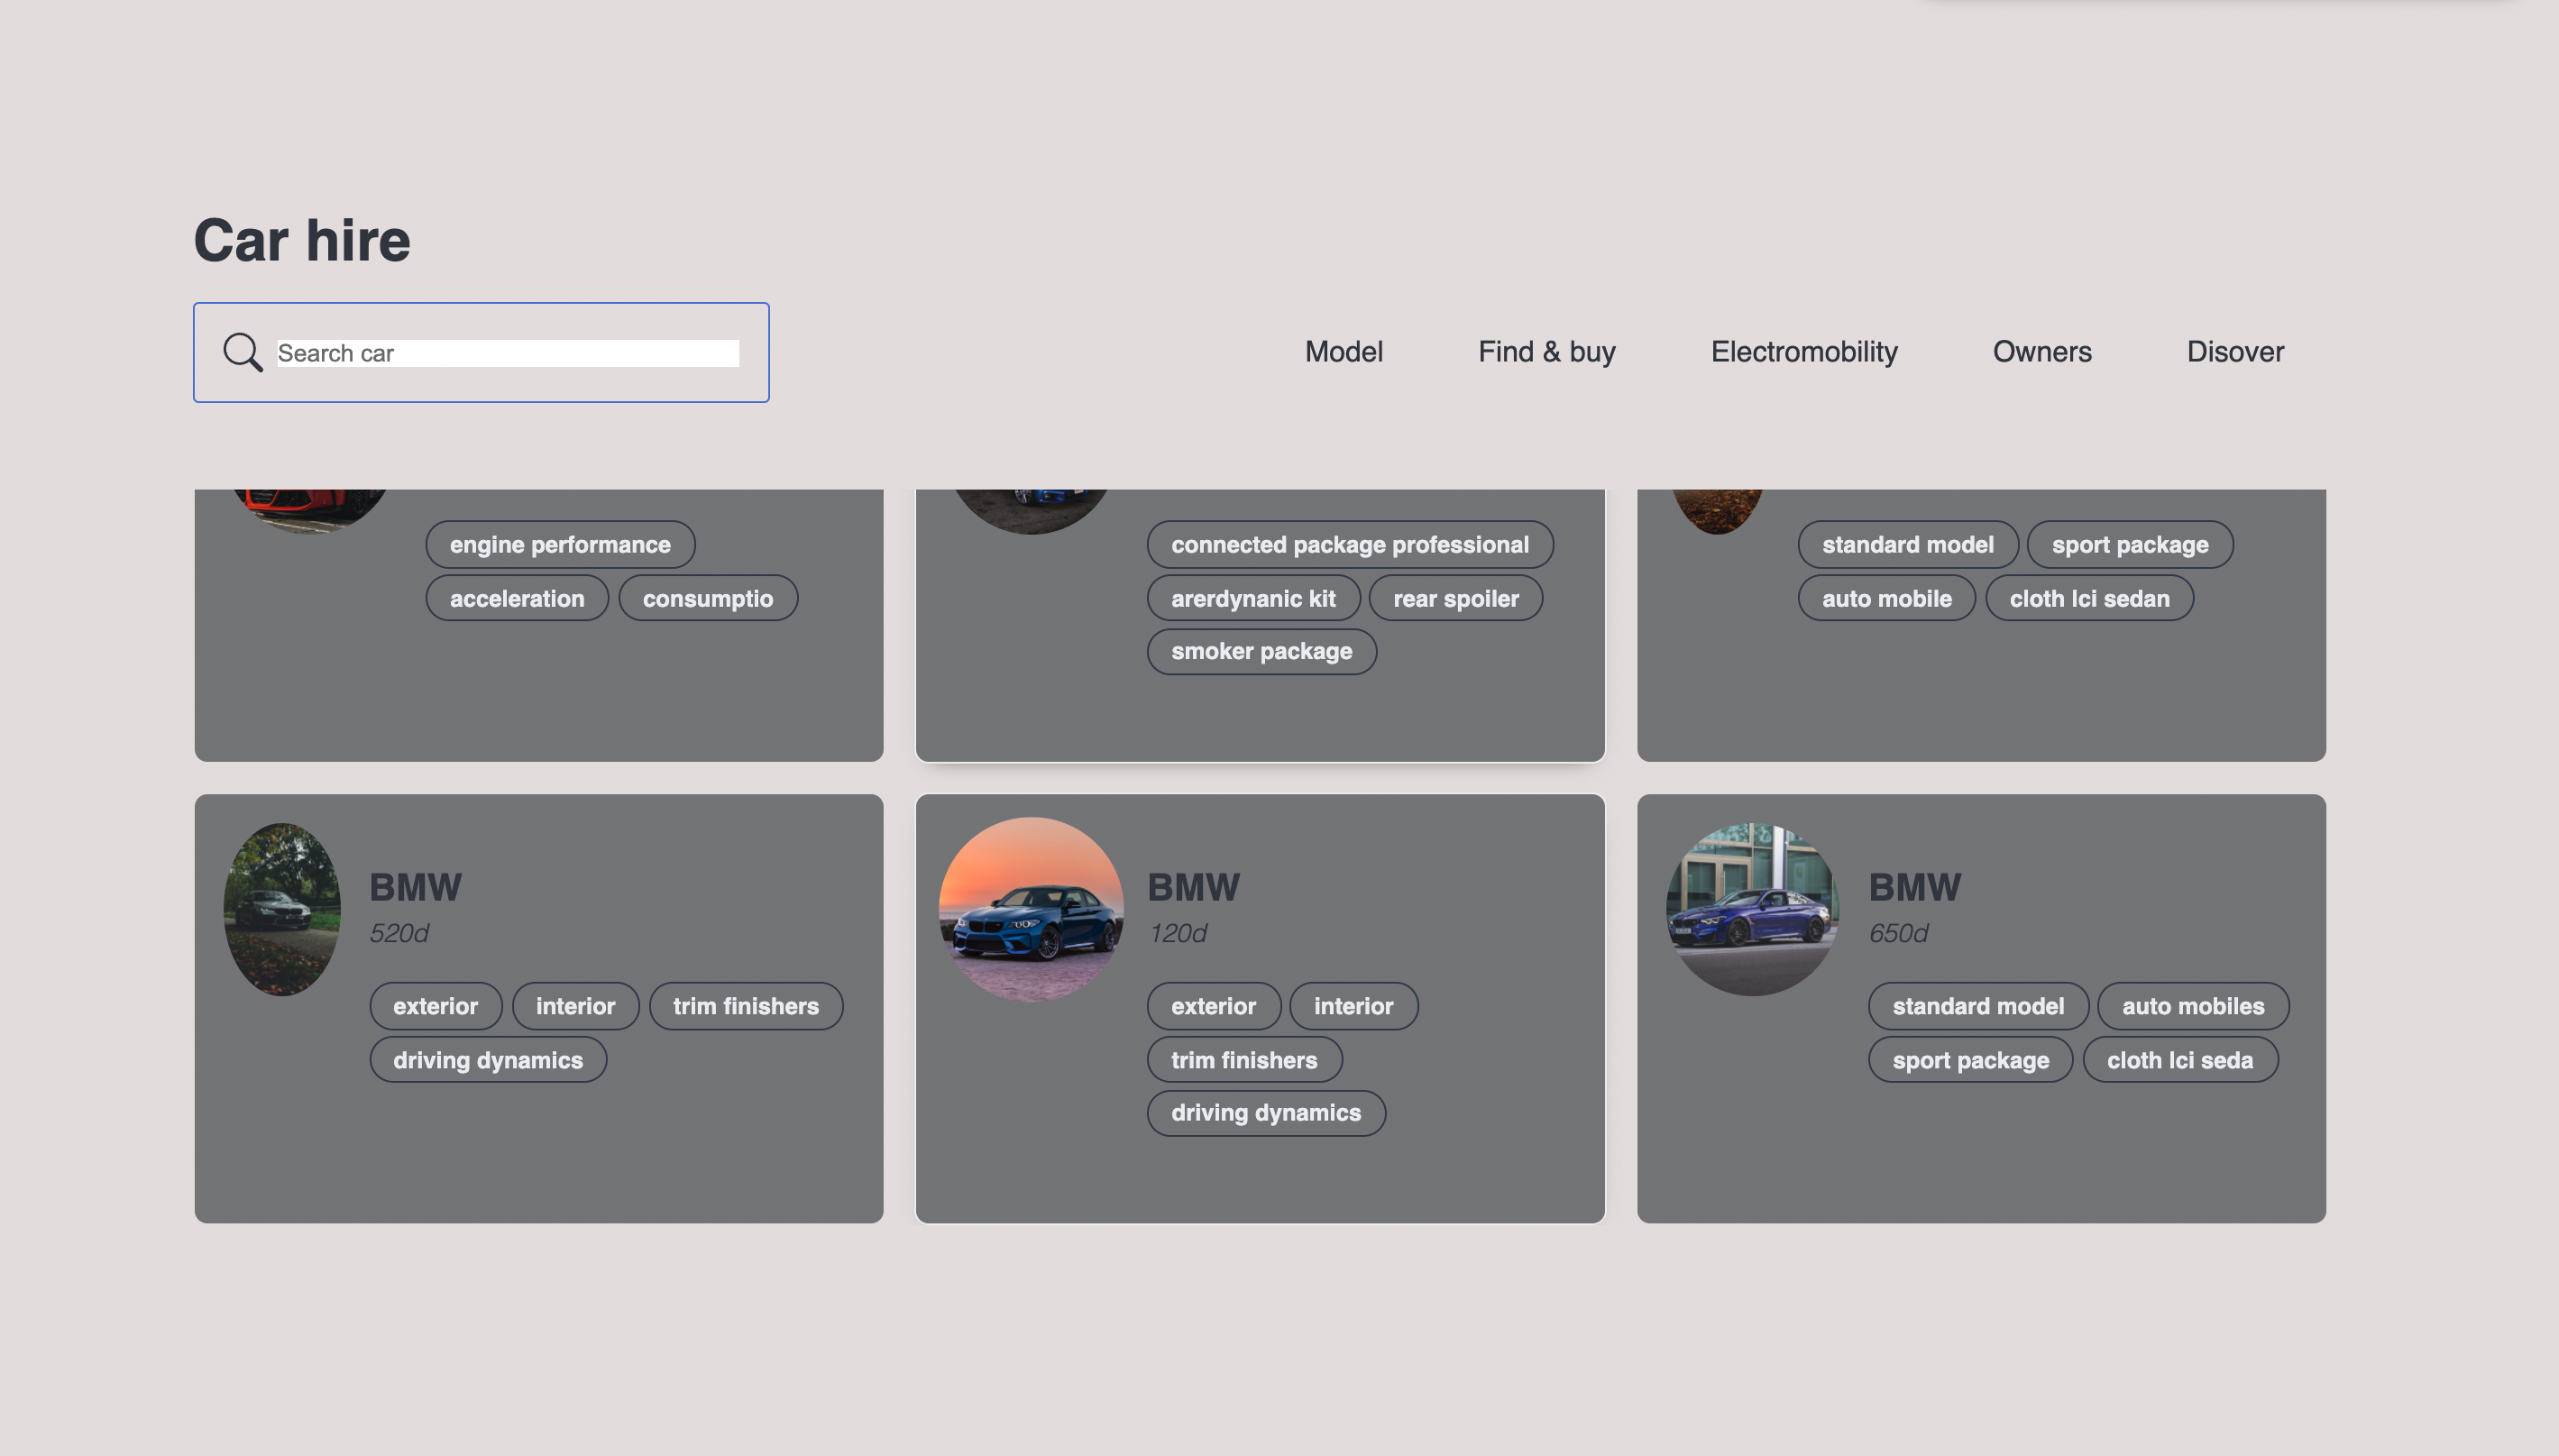 Car hire
Search car
Model Find & buy Electromobility Owners Disover
engine performance
acceleration consumptio
connected package professional
arerdynanic kit rear spoiler
smoker package
standard model sport package
auto mobile cloth lci sedan
BMW
520d
exterior interior trim finishers
driving dynamics
BMW
120d
exterior interior
trim finishers
driving dynamics
BMW
650d
standard model auto mobiles
sport package cloth lci seda